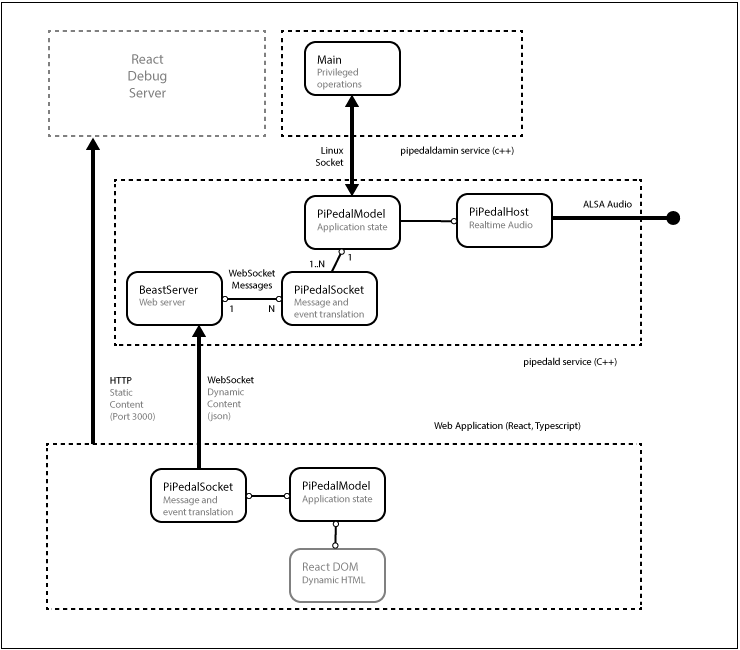 React
Debug
Server
Main
Privileged
operations
Linux
Socket
pipedaldamin service (c++)
PiPedalModel
Application state
PiPedalHost
Realtime Audio
ALSA Audio
1..N
1
WebSocket
Messages
BeastServer
Web server
1
N
PiPedalSocket
Message and
event translation
pipedald service (C++)
HTTP
Static
Content
(Port 3000)
WebSocket
Dynamic
Content
(json)
Web Application (React, Typescript)
PiPedalSocket
Message and
event translation
PiPedalModel
Application state
React DOM
Dynamic HTML